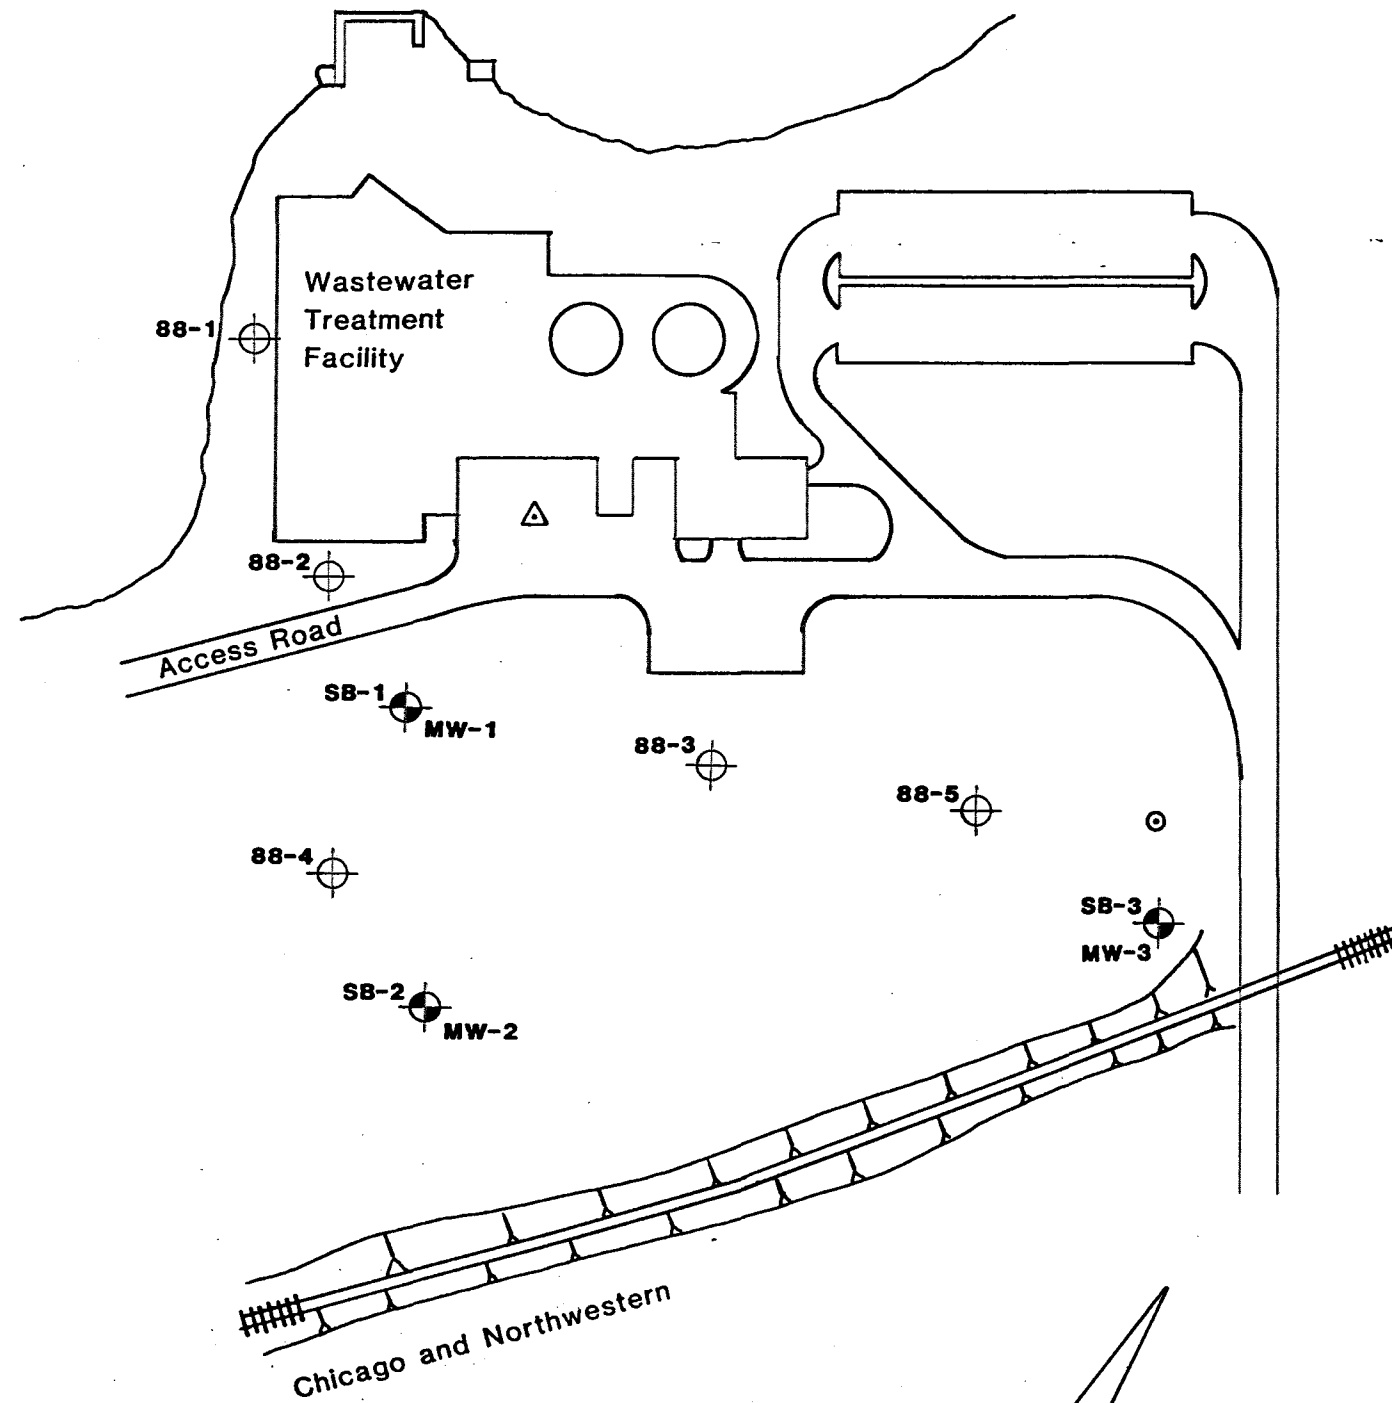 Wastewater
Treatment
Facility
88-1
88-2
Access Road
SB-1
MW-1
88-3
88-5
88-4
SB-3
MW-3
SB-2
MW-2
Chicago and Northwestern